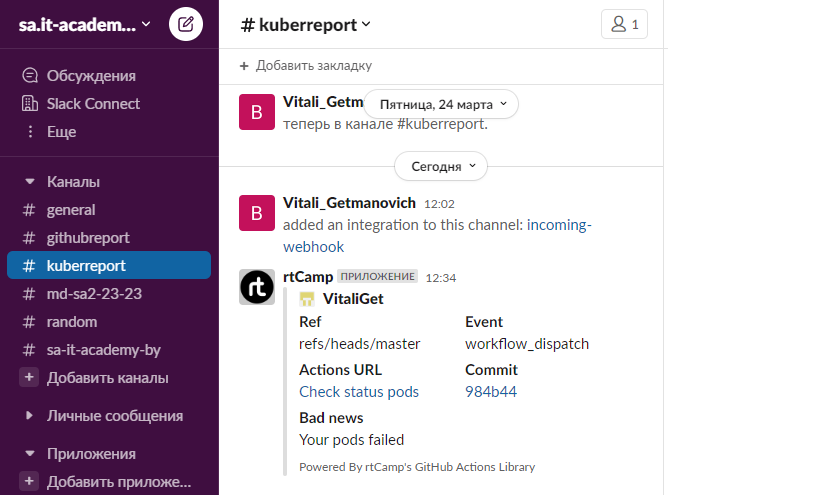 sa.it-academ...
Обсуждения
Slack Connect
Еще
Каналы
# general
# githubreport
# kuberreport
# md-sa2-23-23
# random
# sa-it-academy-by
+ Добавить каналы
Личные сообщения
Приложения
+ Добавить приложе...
# kuberreport
1
+ Добавить закладку
В
Vitali_Getm
Пятница, 24 марта
теперь в канале #kuberreport.
Сегодня
В
Vitali_Getmanovich 12:02
added an integration to this channel: incoming-
webhook
rt
rtCamp ПРИЛОЖЕНИЕ 12:34
VitaliGet
Ref Event
refs/heads/master workflow_dispatch
Actions URL Commit
Check status pods 984b44
Bad news
Your pods failed
Powered By rtCamp's GitHub Actions Library